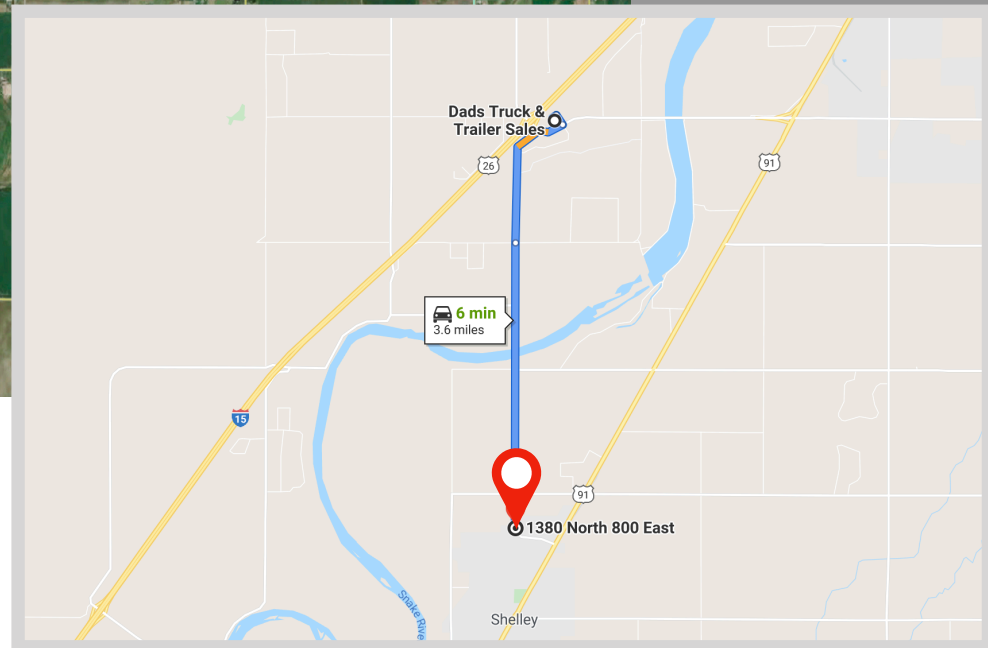 Dads Truck &
Trailer Sales
26
91
6 min
3.6 miles
15
91
1380 North 800 East
Snake Rive
Shelley